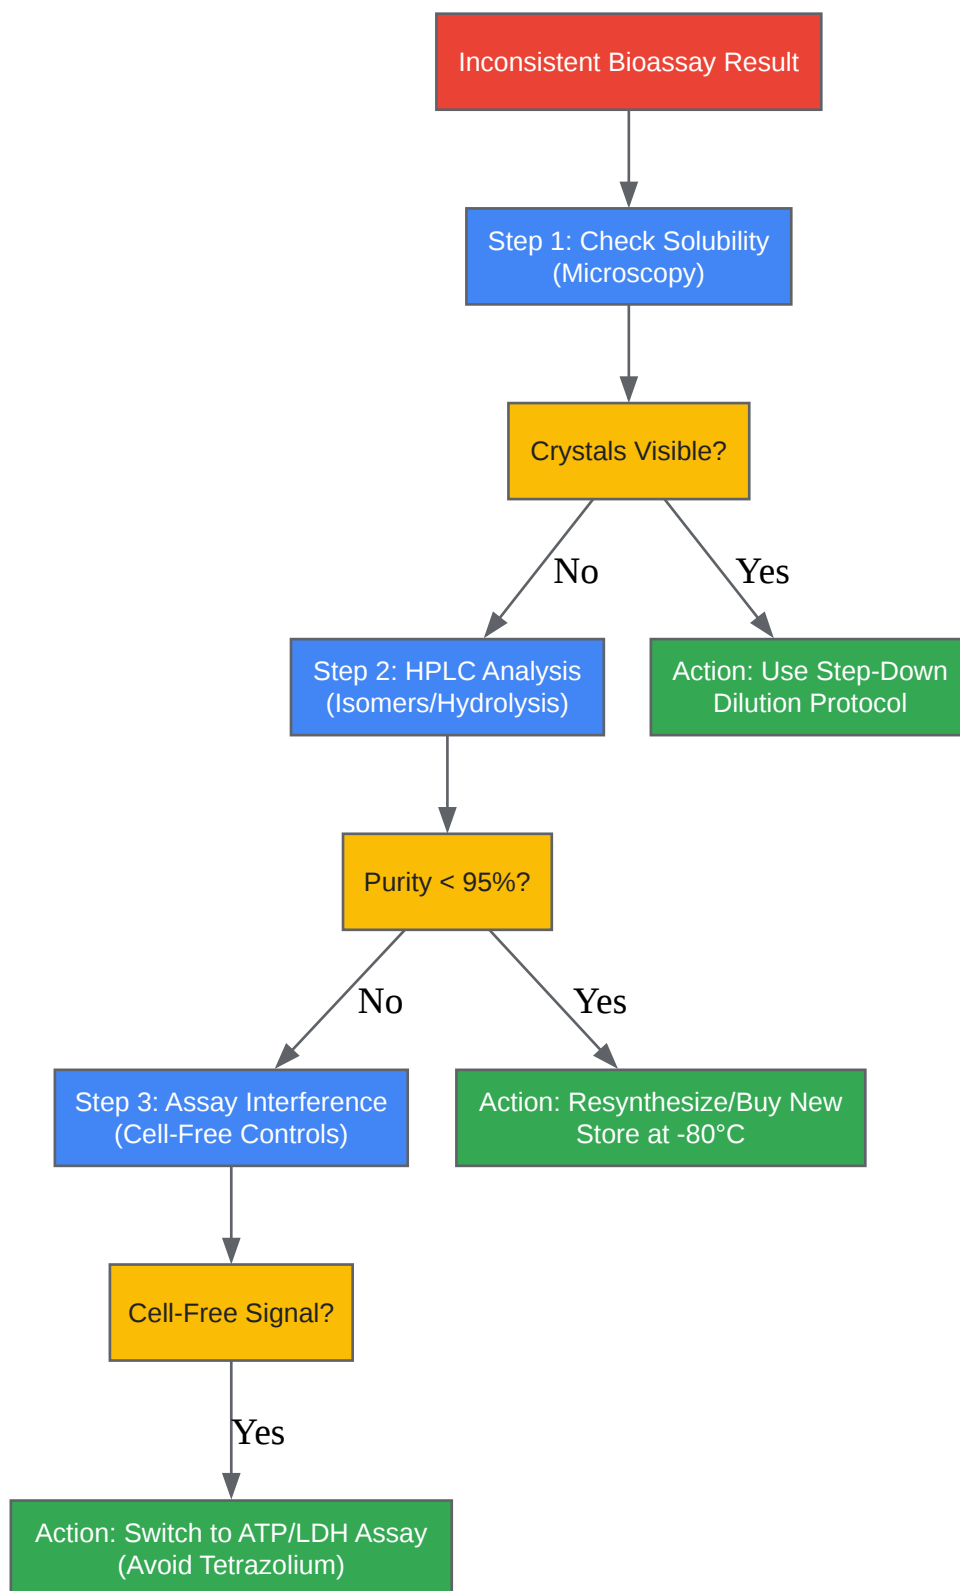 Inconsistent Bioassay Result
Step 1: Check Solubility
(Microscopy)
Crystals Visible?
No
Yes
Step 2: HPLC Analysis
(Isomers/Hydrolysis)
Action: Use Step-Down
Dilution Protocol
Purity < 95%?
No
Yes
Step 3: Assay Interference
(Cell-Free Controls)
Action: Resynthesize/Buy New
Store at -80°C
Cell-Free Signal?
Yes
Action: Switch to ATP/LDH Assay
(Avoid Tetrazolium)